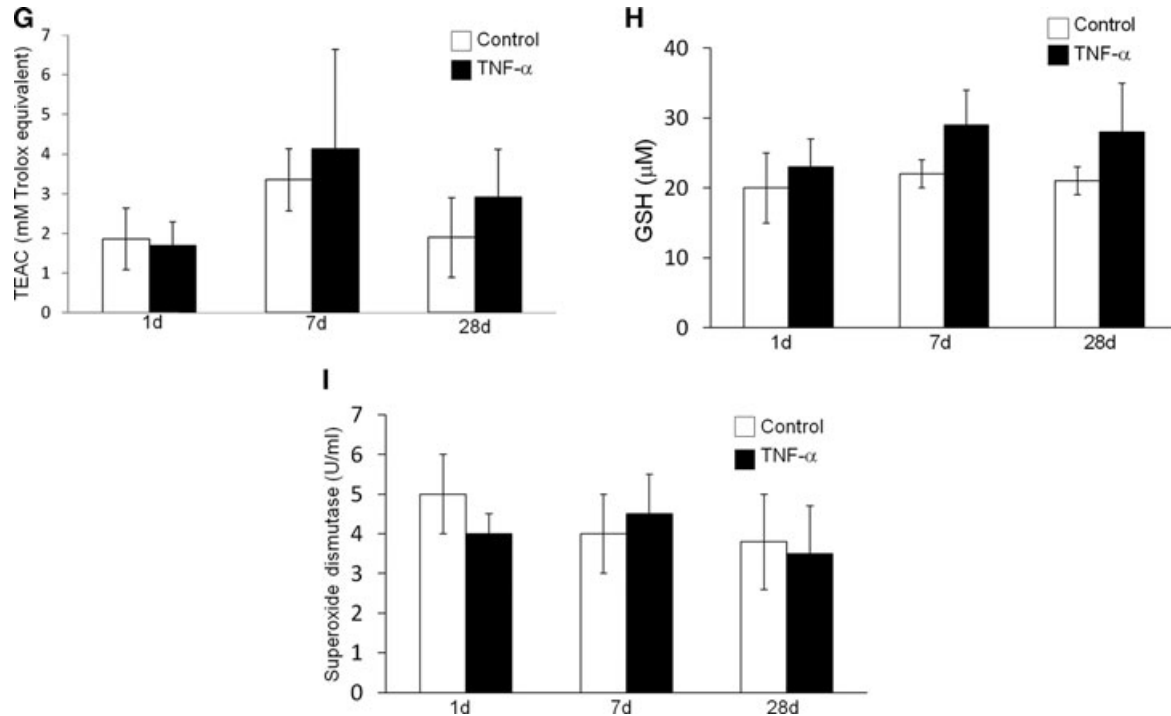 G
TEAC (mM Trolox equivalent)
7
6
5
4
3
2
1
0
Control
TNF-α
1d 7d 28d
H
GSH (μM)
40
30
20
10
0
Control
TNF-α
1d 7d 28d
I
Superoxide dismutase (U/ml)
7
6
5
4
3
2
1
0
Control
TNF-α
1d 7d 28d